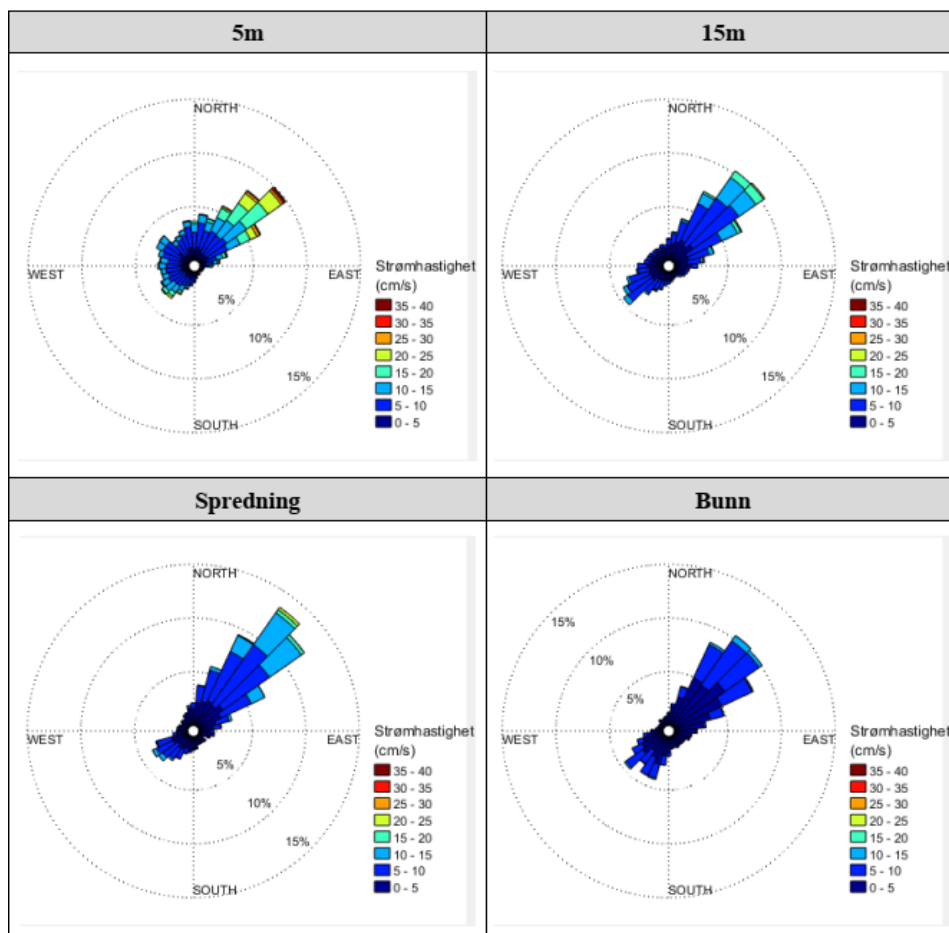 5m
NORTH
WEST
EAST
SOUTH
5%
10%
15%
Strømhastighet
(cm/s)
35 - 40
30 - 35
25 - 30
20 - 25
15 - 20
10 - 15
5 - 10
0 - 5
15m
NORTH
WEST
EAST
SOUTH
5%
10%
15%
Strømhastighet
(cm/s)
35 - 40
30 - 35
25 - 30
20 - 25
15 - 20
10 - 15
5 - 10
0 - 5
Spredning
NORTH
WEST
EAST
SOUTH
5%
10%
15%
Strømhastighet
(cm/s)
35 - 40
30 - 35
25 - 30
20 - 25
15 - 20
10 - 15
5 - 10
0 - 5
Bunn
NORTH
15%
10%
5%
WEST
EAST
SOUTH
Strømhastighet
(cm/s)
35 - 40
30 - 35
25 - 30
20 - 25
15 - 20
10 - 15
5 - 10
0 - 5